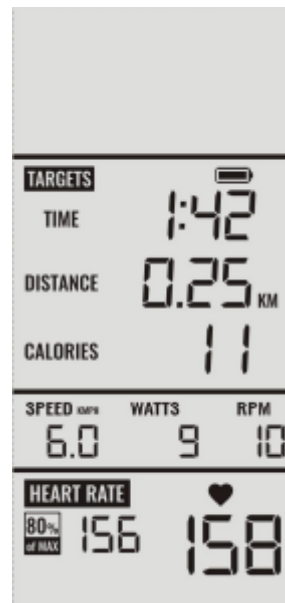 TARGETS
TIME 1:42
DISTANCE 0.25 KM
CALORIES 11
SPEED KMPH WATTS RPM
6.0 9 10
HEART RATE
80% of MAX 156 158